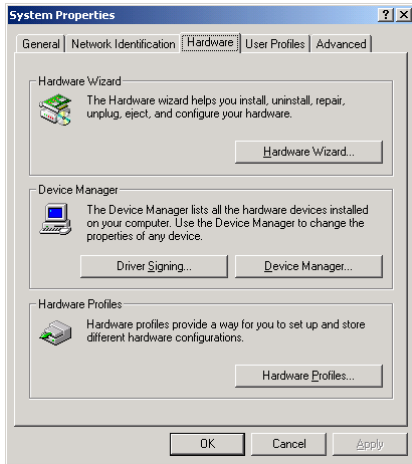 System Properties
General Network Identification Hardware User Profiles Advanced
Hardware Wizard
The Hardware wizard helps you install, uninstall, repair,
unplug, eject, and configure your hardware.
Hardware Wizard...
Device Manager
The Device Manager lists all the hardware devices installed
on your computer. Use the Device Manager to change the
properties of any device.
Driver Signing... Device Manager...
Hardware Profiles
Hardware profiles provide a way for you to set up and store
different hardware configurations.
Hardware Profiles...
OK Cancel Apply